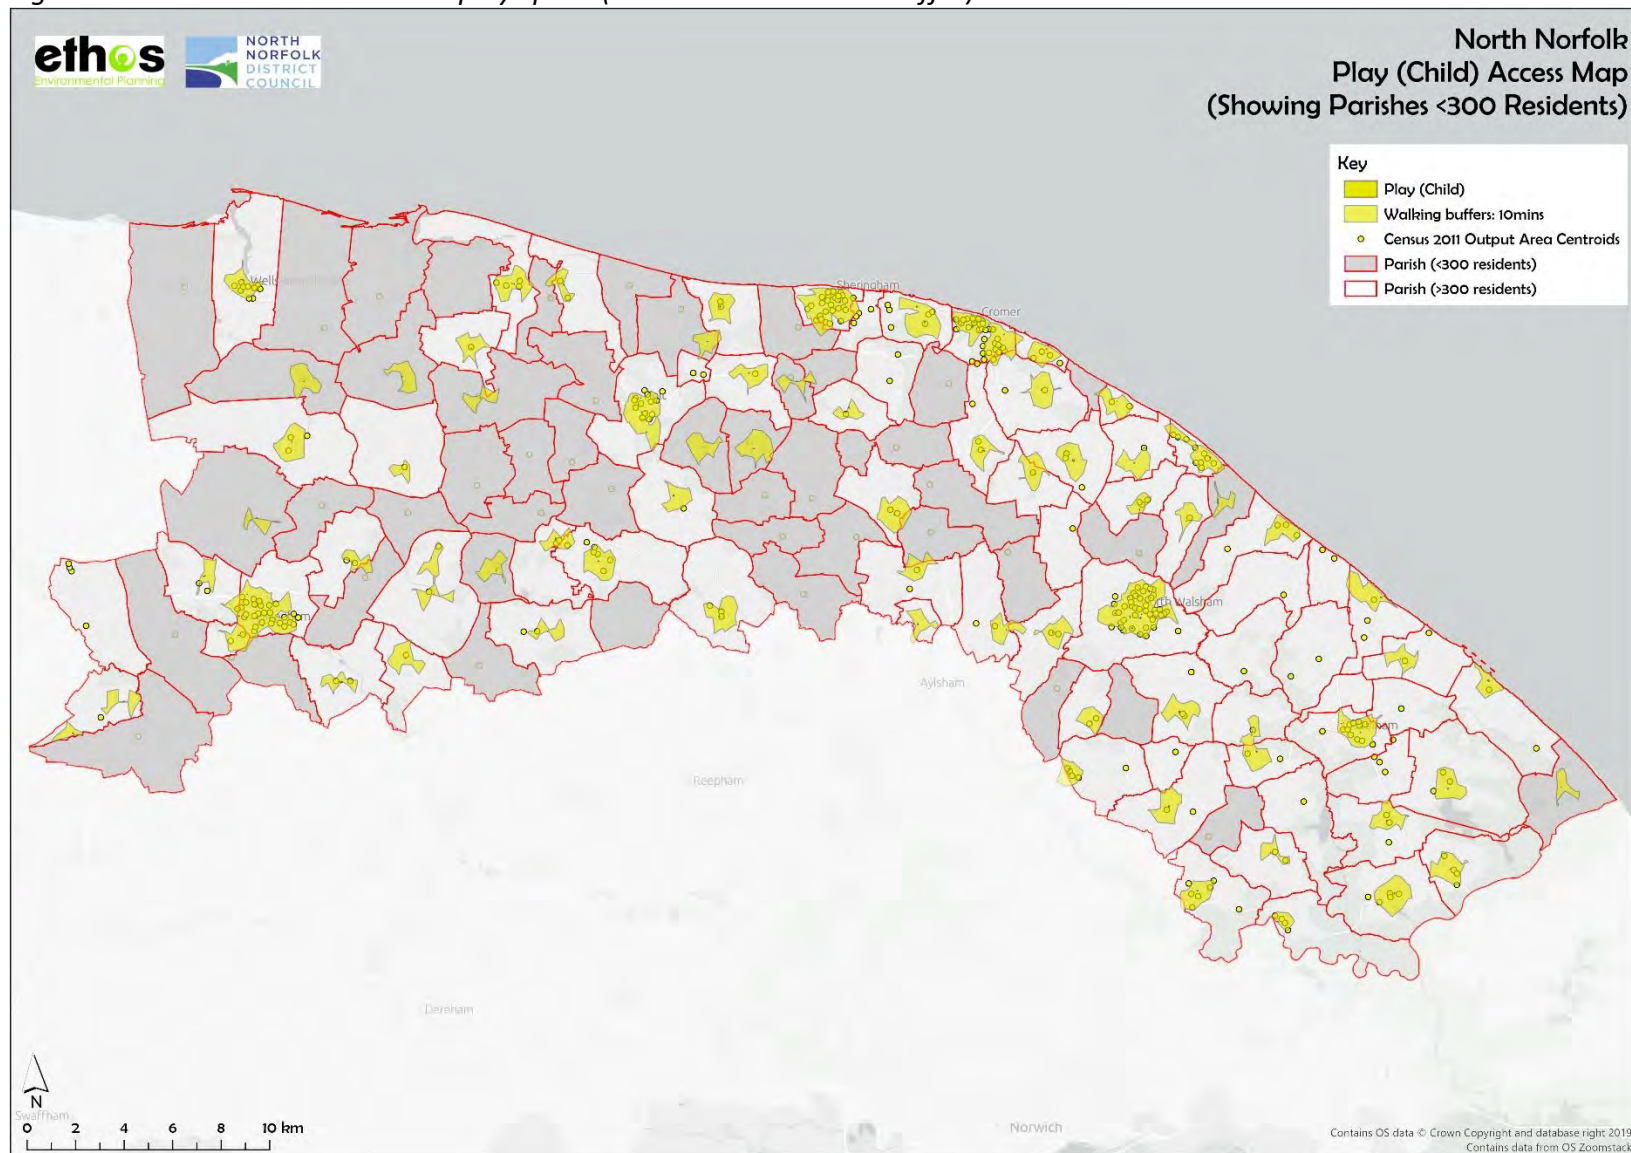 ethos
Environmental Planning
NORTH
NORFOLK
DISTRICT
COUNCIL
North Norfolk
Play (Child) Access Map
(Showing Parishes <300 Residents)
Key
Play (Child)
Walking buffers: 10mins
Census 2011 Output Area Centroids
Parish (<300 residents)
Parish (>300 residents)
Sheringham
Cromer
Aylsham
Reepham
Dereham
Swaffham
Norwich
N
0 2 4 6 8 10 km
Contains OS data © Crown Copyright and database right 2019
Contains data from OS Zoomstack